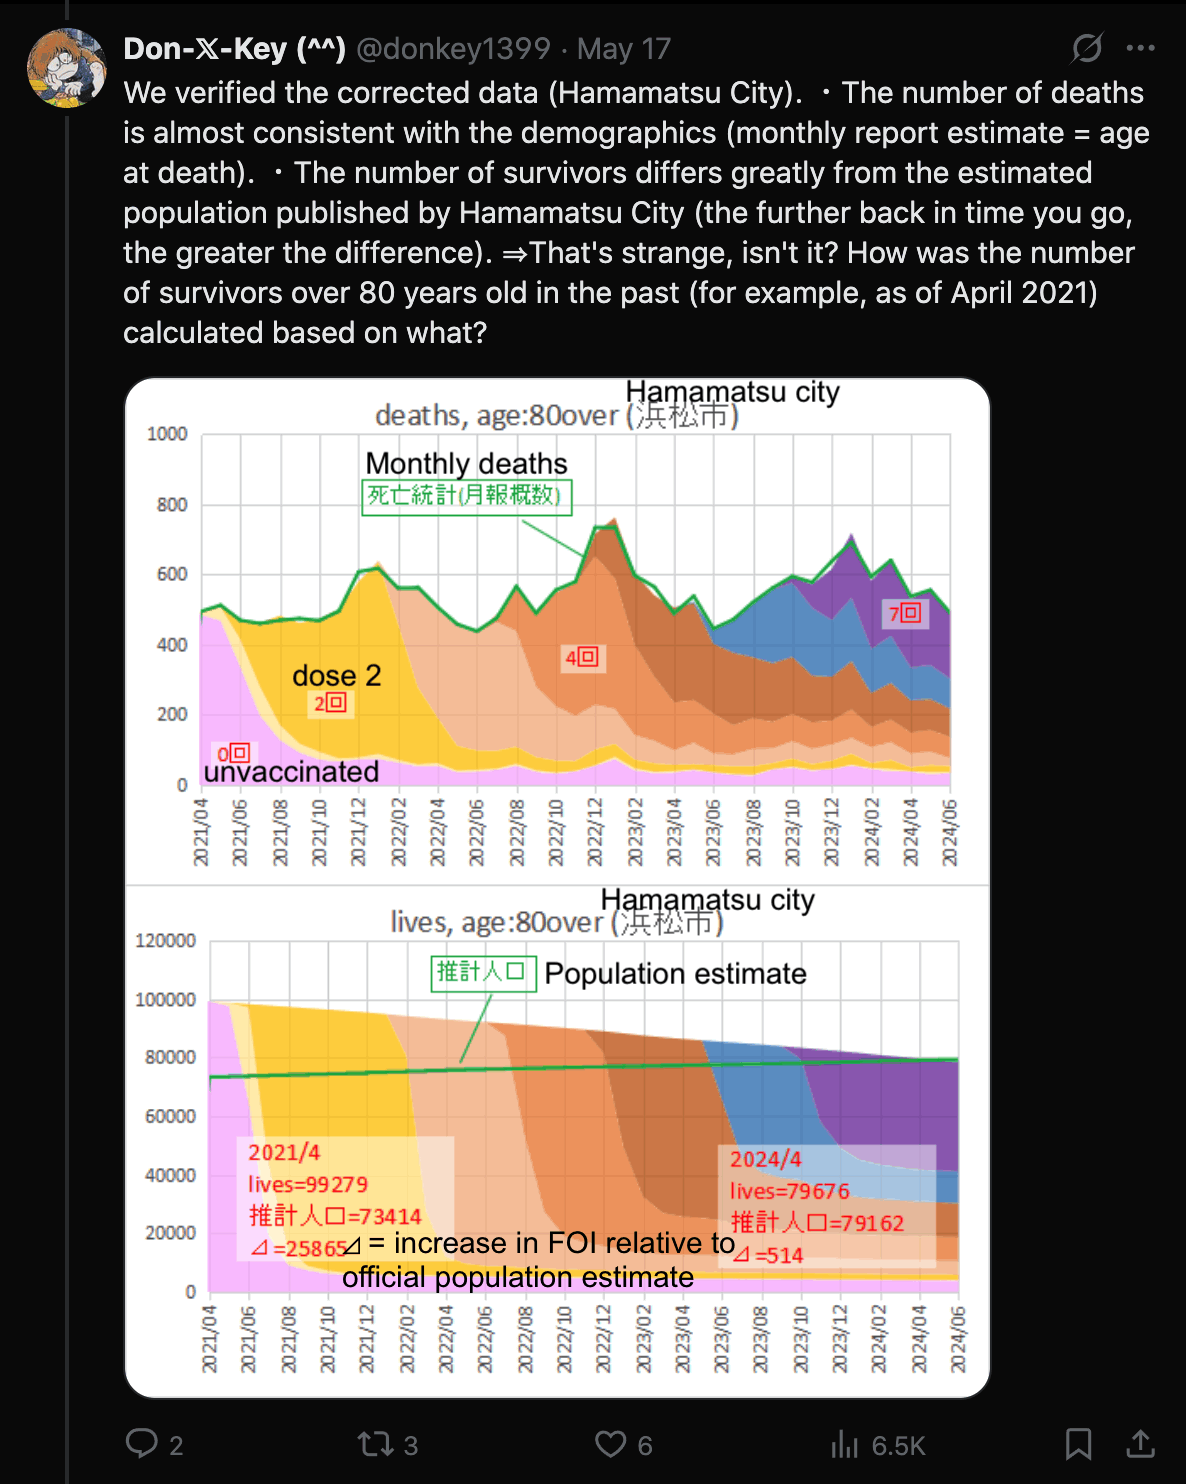 Don-𝕏-Key (^^) @donkey1399 · May 17
We verified the corrected data (Hamamatsu City). ・The number of deaths
is almost consistent with the demographics (monthly report estimate = age
at death). ・The number of survivors differs greatly from the estimated
population published by Hamamatsu City (the further back in time you go,
the greater the difference). ⇒That's strange, isn't it? How was the number
of survivors over 80 years old in the past (for example, as of April 2021)
calculated based on what?
Hamamatsu city
deaths, age:80over (浜松市)
1000
800
600
400
200
0
Monthly deaths
死亡統計(月報概数)
dose 2
2回
4回
7回
0回
unvaccinated
2021/04
2021/06
2021/08
2021/10
2021/12
2022/02
2022/04
2022/06
2022/08
2022/10
2022/12
2023/02
2023/04
2023/06
2023/08
2023/10
2023/12
2024/02
2024/04
2024/06
Hamamatsu city
lives, age:80over (浜松市)
120000
100000
80000
60000
40000
20000
0
推計人口 Population estimate
2021/4
lives=99279
推計人口=73414
⊿=25865
2024/4
lives=79676
推計人口=79162
⊿=514
⊿ = increase in FOI relative to
official population estimate
2021/04
2021/06
2021/08
2021/10
2021/12
2022/02
2022/04
2022/06
2022/08
2022/10
2022/12
2023/02
2023/04
2023/06
2023/08
2023/10
2023/12
2024/02
2024/04
2024/06
2 3 6 6.5K